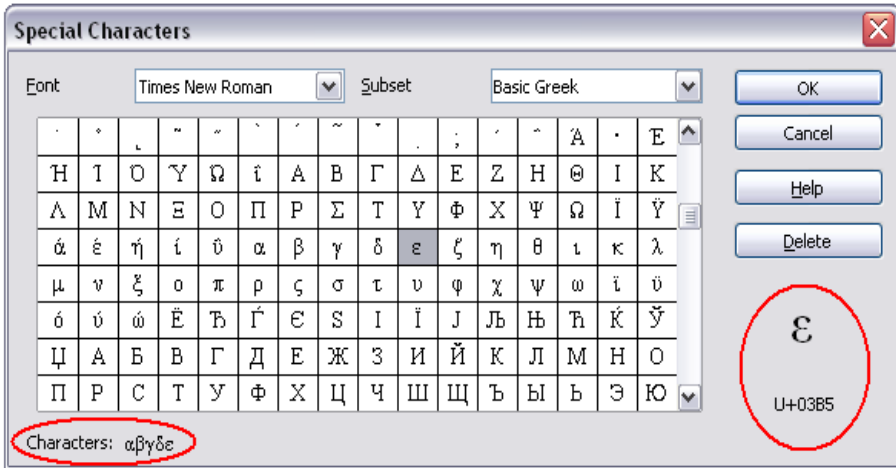 Special Characters
Font Times New Roman Subset Basic Greek OK
Cancel
Help
Delete
΄ Ά · Έ
Ή Ί Ό Ύ Ώ ΐ Α Β Γ Δ Ε Ζ Η Θ Ι Κ
Λ Μ Ν Ξ Ο Π Ρ Σ Τ Υ Φ Χ Ψ Ω Ϊ Ϋ
ά έ ή ί ΰ α β γ δ ε ζ η θ ι κ λ
μ ν ξ ο π ρ ς σ τ υ φ χ ψ ω ϊ ϋ
ό ύ ώ Ё Ђ Ѓ Є Ѕ І Ї Ј Љ Њ Ћ Ќ Ў
Џ А Б В Г Д Е Ж З И Й К Л М Н О
П Р С Т У Ф Х Ц Ч Ш Щ Ъ Ы Ь Э Ю
ε
U+03B5
Characters: αβγδε